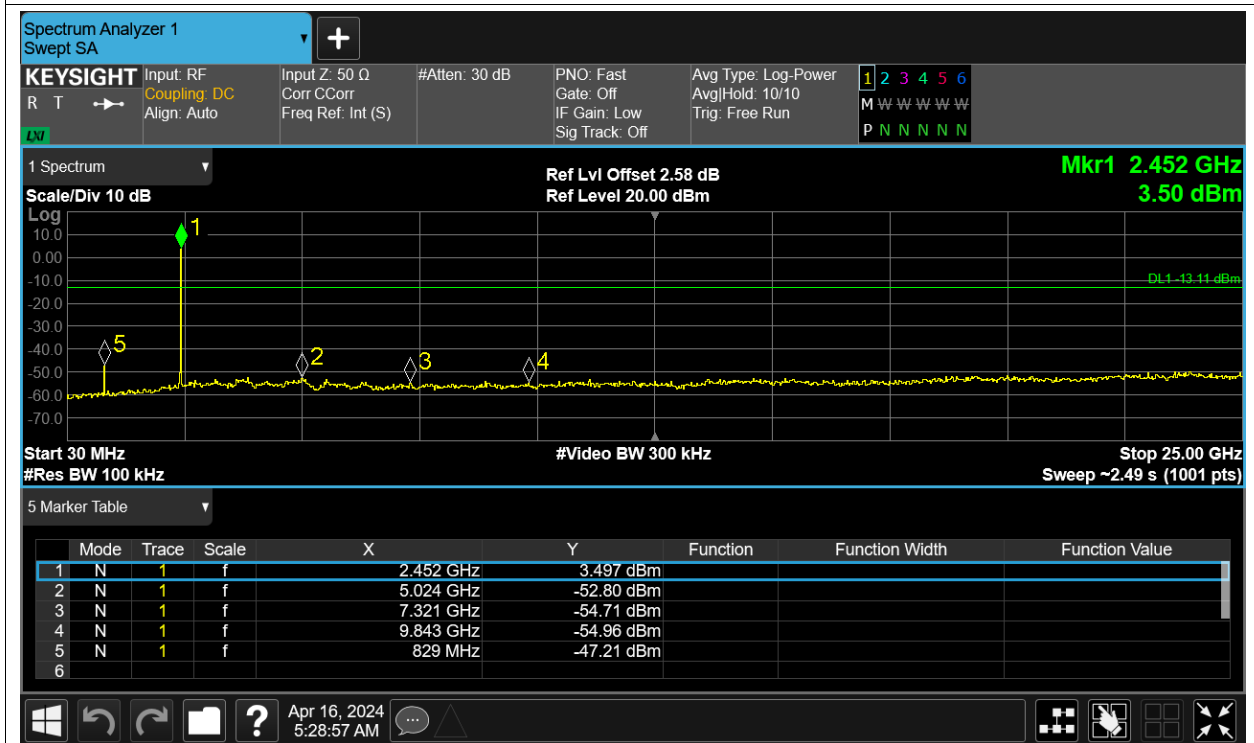 Spectrum Analyzer 1
Swept SA
KEYSIGHT
R T
LXI
Input: RF
Coupling: DC
Align: Auto
Input Z: 50 Ω
Corr CCorr
Freq Ref: Int (S)
#Atten: 30 dB
PNO: Fast
Gate: Off
IF Gain: Low
Sig Track: Off
Avg Type: Log-Power
Avg|Hold: 10/10
Trig: Free Run
1 2 3 4 5 6
M W W W W W
P N N N N N
1 Spectrum
Scale/Div 10 dB
Ref Lvl Offset 2.58 dB
Ref Level 20.00 dBm
Mkr1 2.452 GHz
3.50 dBm
Log
10.0
0.00
-10.0
-20.0
-30.0
-40.0
-50.0
-60.0
-70.0
1
5
2
3
4
DL1 -13.11 dBm
Start 30 MHz
#Video BW 300 kHz
Stop 25.00 GHz
#Res BW 100 kHz
Sweep ~2.49 s (1001 pts)
5 Marker Table
Mode Trace Scale X Y Function Function Width Function Value
1 N 1 f 2.452 GHz 3.497 dBm
2 N 1 f 5.024 GHz -52.80 dBm
3 N 1 f 7.321 GHz -54.71 dBm
4 N 1 f 9.843 GHz -54.96 dBm
5 N 1 f 829 MHz -47.21 dBm
6
?
Apr 16, 2024
5:28:57 AM